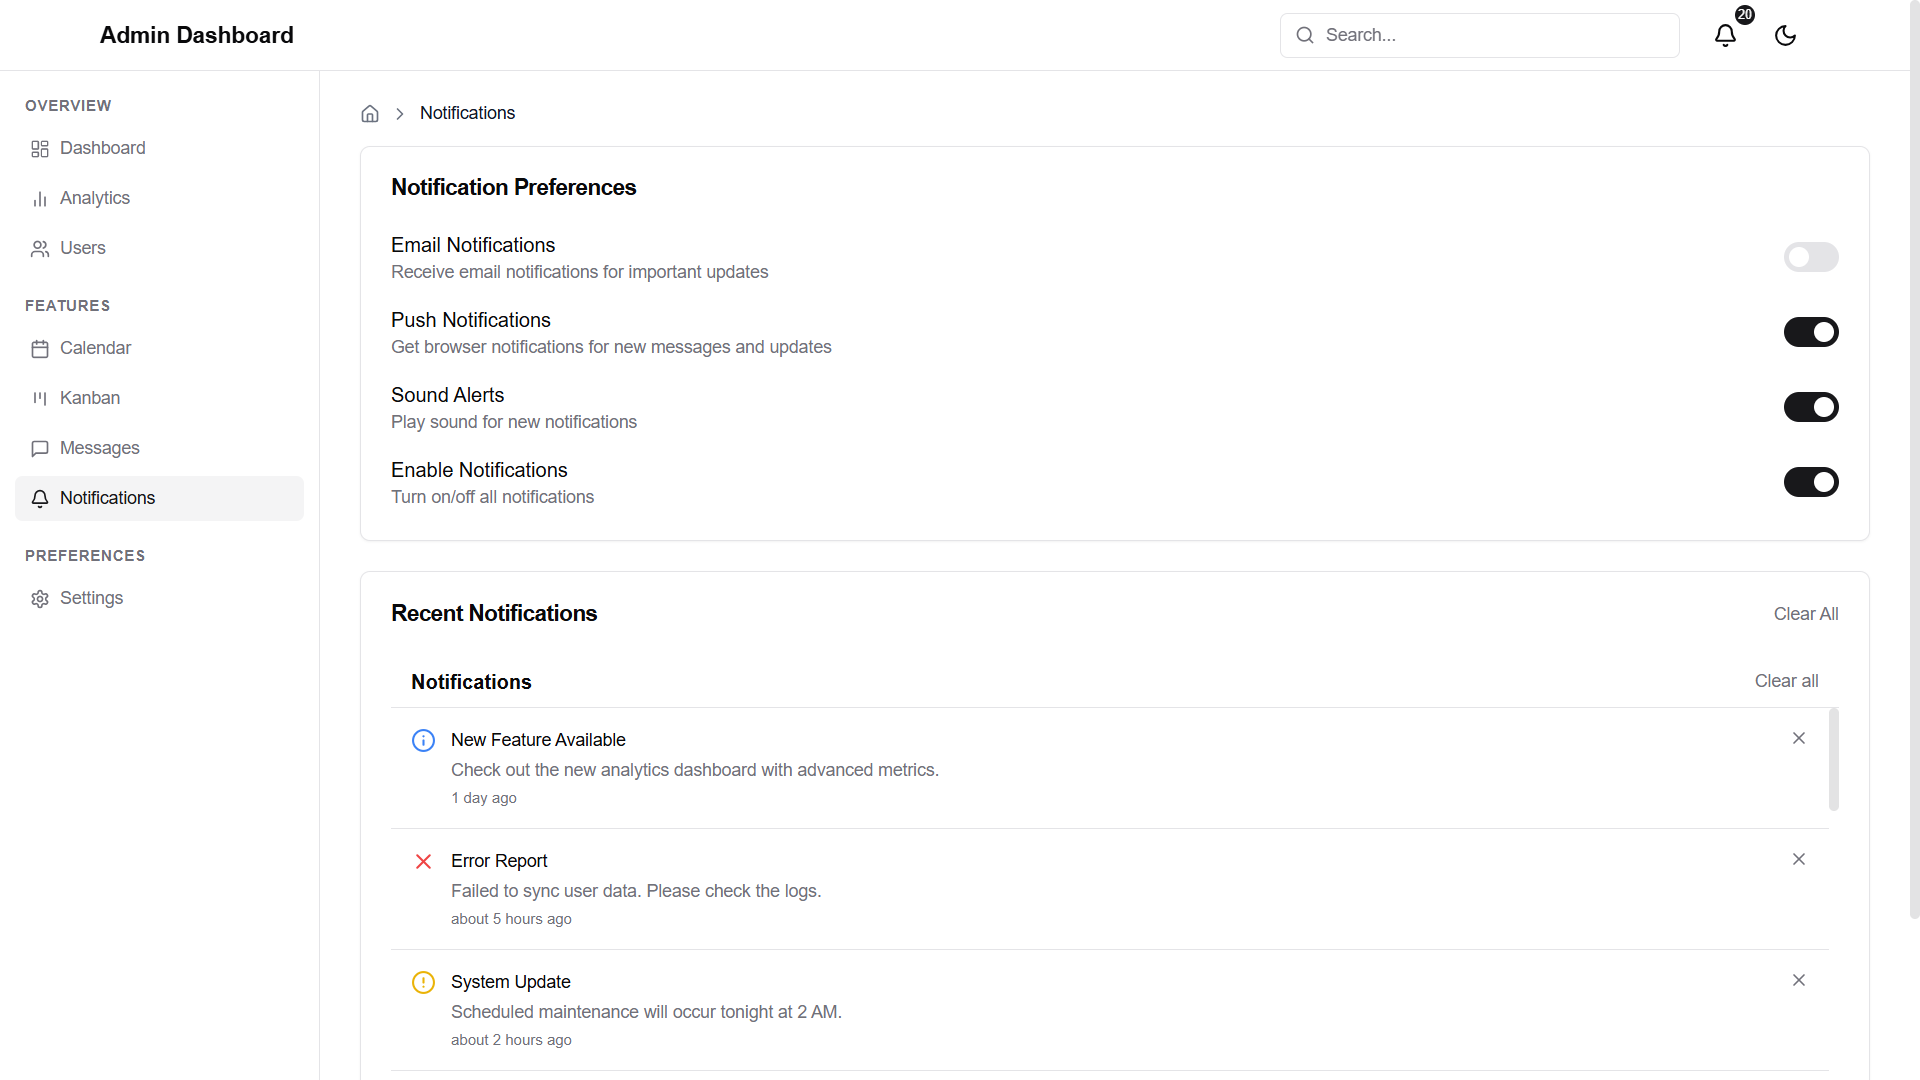 Admin Dashboard
Search...
20
OVERVIEW
Dashboard
Analytics
Users
FEATURES
Calendar
Kanban
Messages
Notifications
PREFERENCES
Settings
Notifications
Notification Preferences
Email Notifications
Receive email notifications for important updates
Push Notifications
Get browser notifications for new messages and updates
Sound Alerts
Play sound for new notifications
Enable Notifications
Turn on/off all notifications
Recent Notifications
Clear All
Notifications
Clear all
New Feature Available
Check out the new analytics dashboard with advanced metrics.
1 day ago
Error Report
Failed to sync user data. Please check the logs.
about 5 hours ago
System Update
Scheduled maintenance will occur tonight at 2 AM.
about 2 hours ago